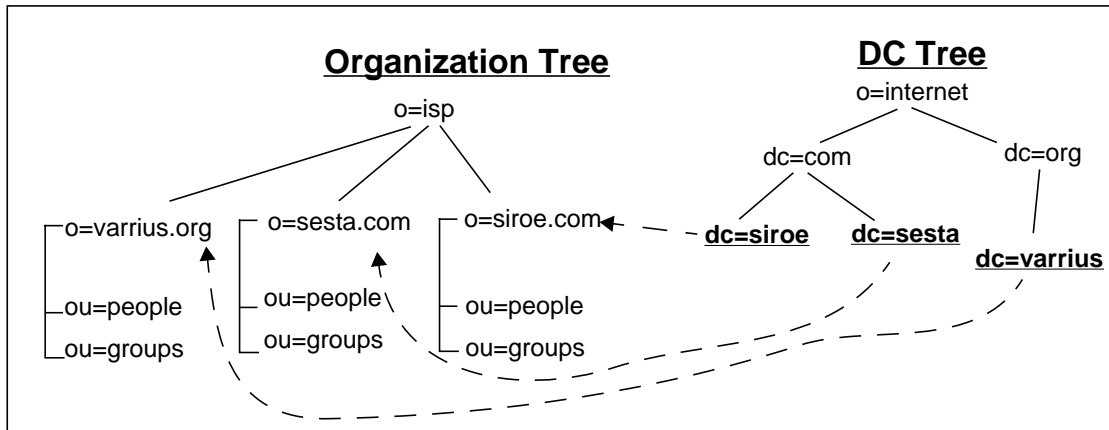 Organization Tree
o=isp
o=varrius.org
ou=people
ou=groups
o=sesta.com
ou=people
ou=groups
o=siroe.com
ou=people
ou=groups
DC Tree
o=internet
dc=com
dc=org
dc=siroe
dc=sesta
dc=varrius